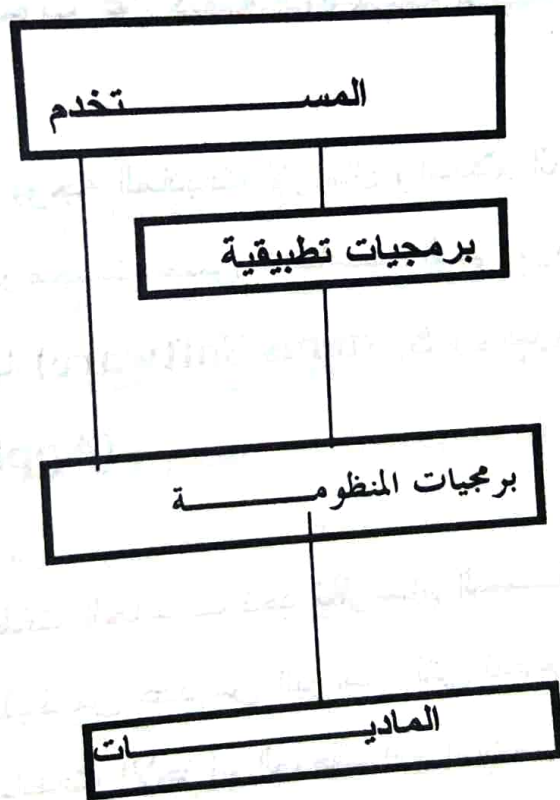 المستخدم
برمجيات تطبيقية
برمجيات المنظومة
الماديات